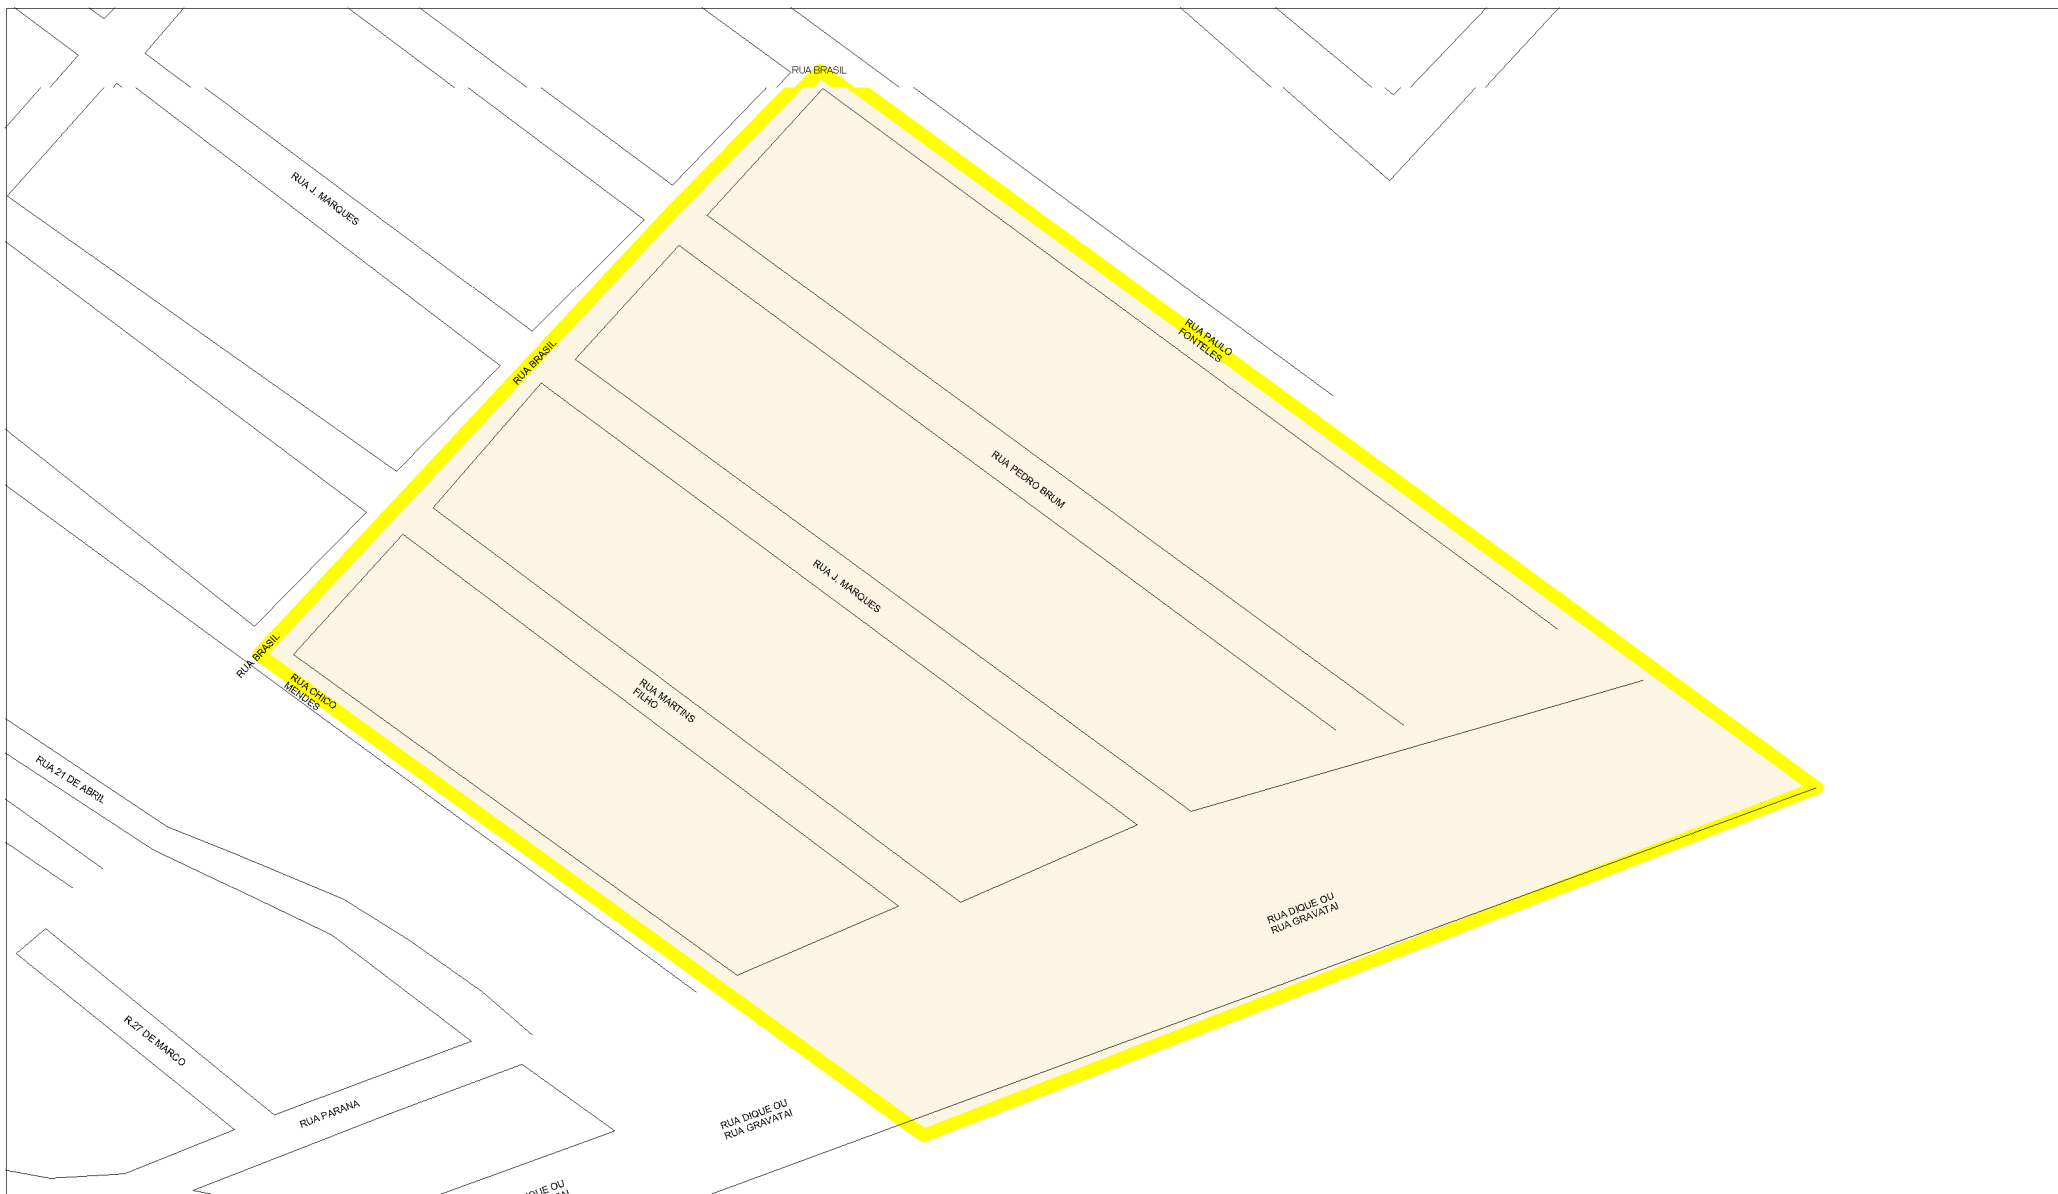 RUA BRASIL
RUA J. MARQUES
RUA PAULO
FONTELES
RUA BRASIL
RUA PEDRO BRUM
RUA J. MARQUES
RUA BRASIL
RUA CHICO
MENDES
RUA MARTINS
FILHO
RUA 21 DE ABRIL
RUA DIQUE OU
RUA GRAVATAI
R.27 DE MARCO
RUA PARANA
RUA DIQUE OU
RUA GRAVATAI